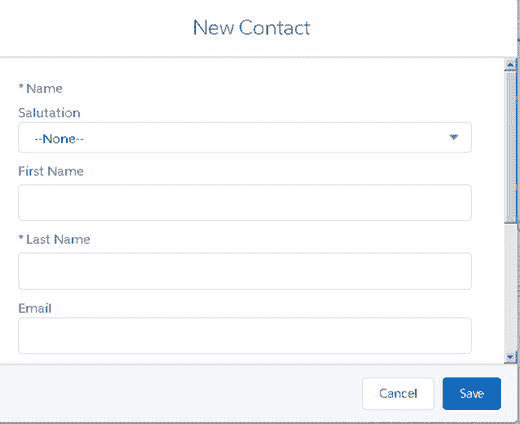 New Contact
* Name
Salutation
--None--
First Name
* Last Name
Email
Cancel Save